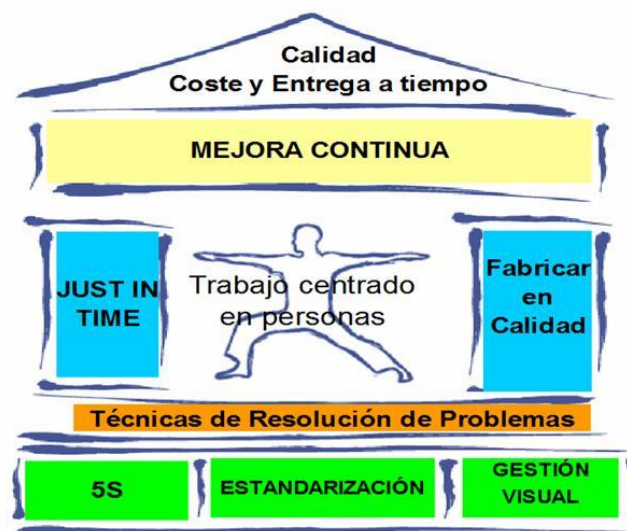 Calidad
Coste y Entrega a tiempo
MEJORA CONTINUA
JUST IN
TIME
Trabajo centrado
en personas
Fabricar
en
Calidad
Técnicas de Resolución de Problemas
5S
ESTANDARIZACIÓN
GESTIÓN
VISUAL